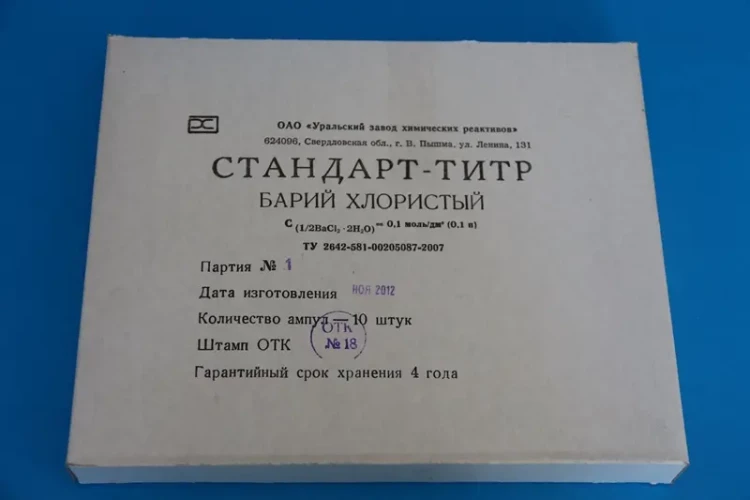 ОАО «Уральский завод химических реактивов»
624096, Свердловская обл., г. В. Пышма, ул. Ленина, 131
СТАНДАРТ-ТИТР
БАРИЙ ХЛОРИСТЫЙ
C (1/2BaCl₂ · 2H₂O) = 0,1 моль/дм³ (0.1 н)
ТУ 2642-581-00205087-2007
Партия № 1
Дата изготовления НОЯ 2012
Количество ампул — 10 штук
Штамп ОТК
ОТК
№ 18
Гарантийный срок хранения 4 года